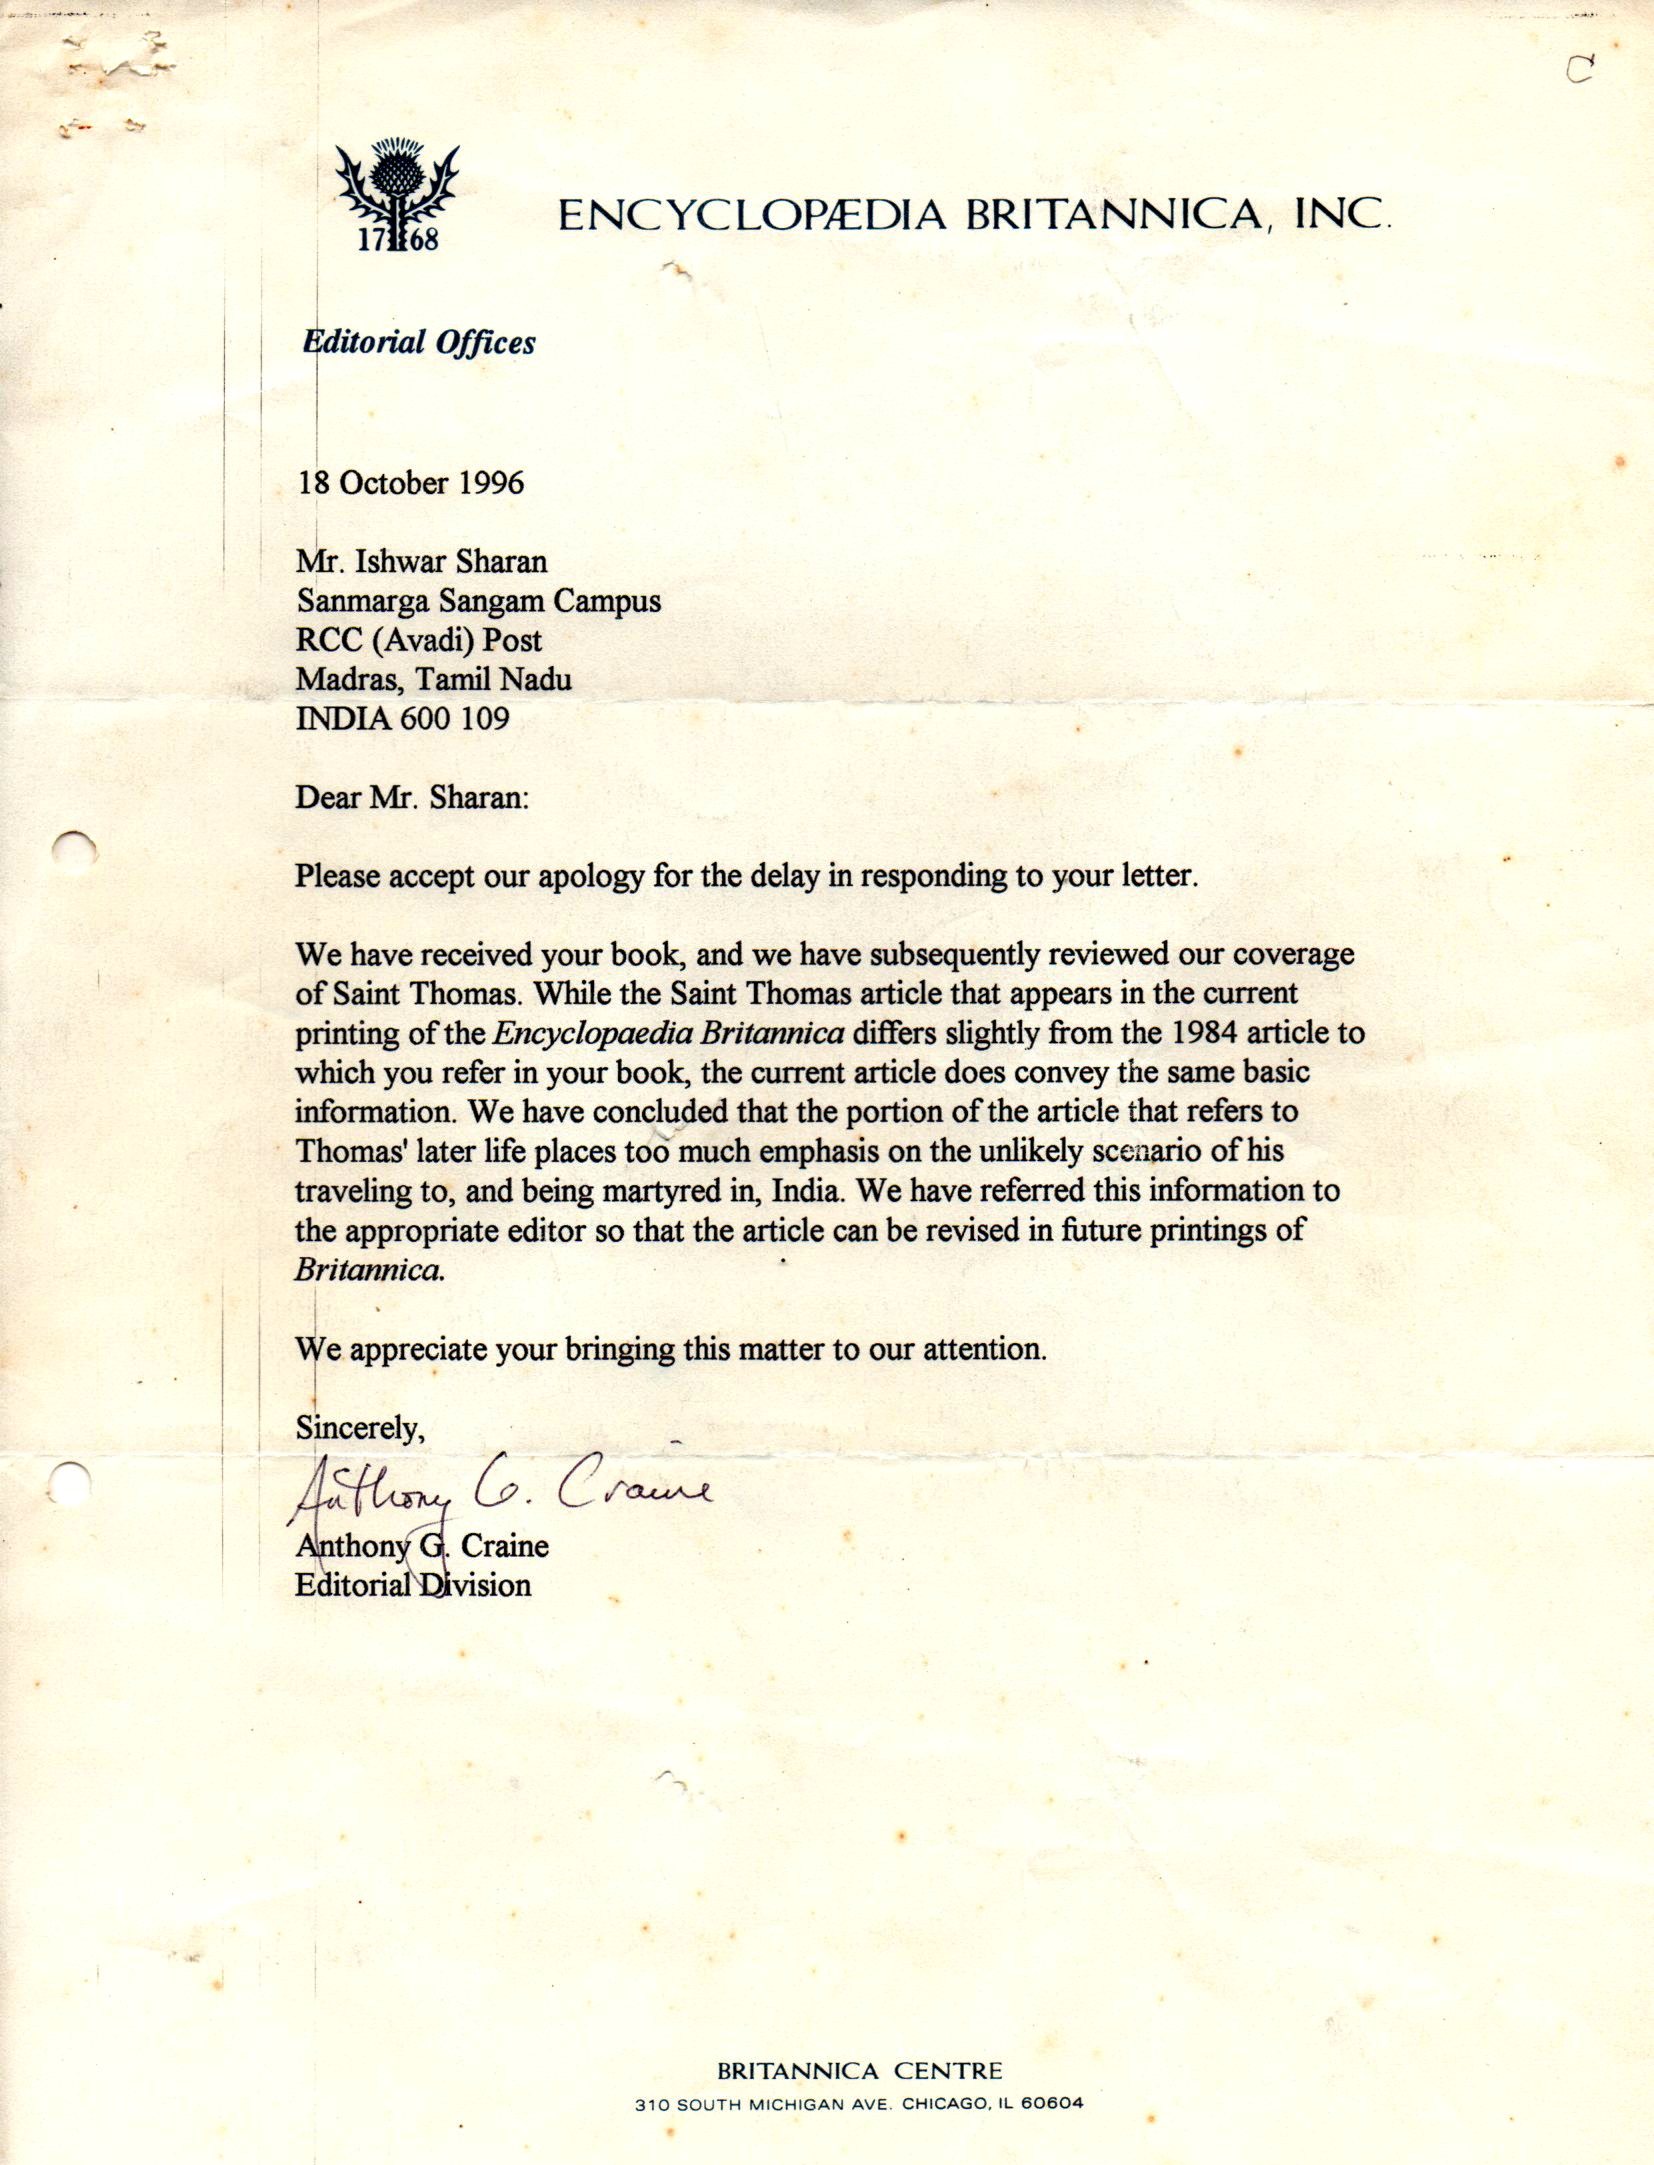 C
1768
ENCYCLOPÆDIA BRITANNICA, INC.
Editorial Offices
18 October 1996
Mr. Ishwar Sharan
Sanmarga Sangam Campus
RCC (Avadi) Post
Madras, Tamil Nadu
INDIA 600 109
Dear Mr. Sharan:
Please accept our apology for the delay in responding to your letter.
We have received your book, and we have subsequently reviewed our coverage
of Saint Thomas. While the Saint Thomas article that appears in the current
printing of the Encyclopaedia Britannica differs slightly from the 1984 article to
which you refer in your book, the current article does convey the same basic
information. We have concluded that the portion of the article that refers to
Thomas' later life places too much emphasis on the unlikely scenario of his
traveling to, and being martyred in, India. We have referred this information to
the appropriate editor so that the article can be revised in future printings of
Britannica.
We appreciate your bringing this matter to our attention.
Sincerely,
Anthony G. Craine
Anthony G. Craine
Editorial Division
BRITANNICA CENTRE
310 SOUTH MICHIGAN AVE. CHICAGO, IL 60604